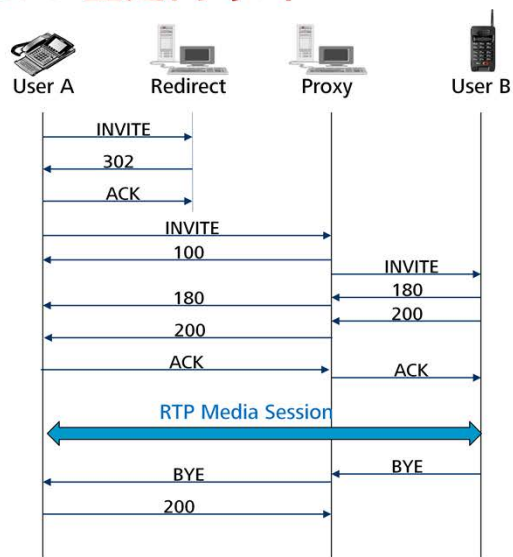 User A Redirect Proxy User B
INVITE
302
ACK
INVITE
100
INVITE
180
180
200
200
ACK
ACK
RTP Media Session
BYE
BYE
200